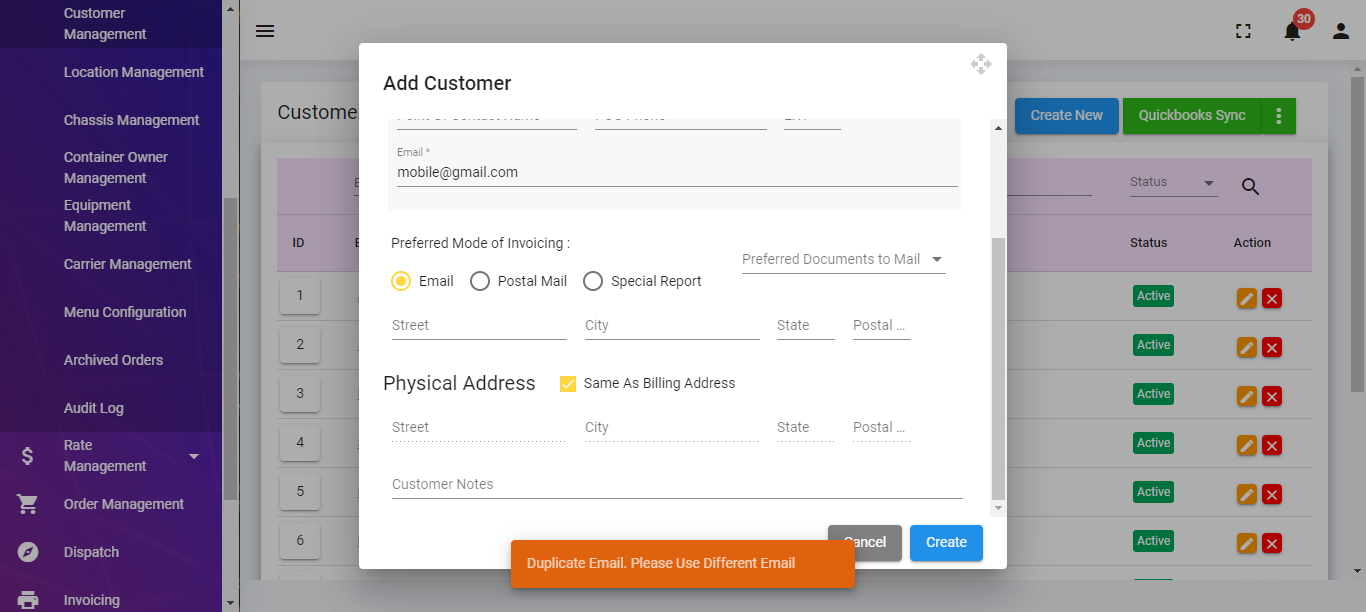 Customer
Management
Location Management
Chassis Management
Container Owner
Management
Equipment
Management
Carrier Management
Menu Configuration
Archived Orders
Audit Log
Rate
Management
Order Management
Dispatch
Invoicing
30
Custome
Create New
Quickbooks Sync
Status
ID
Status
Action
1
Active
2
Active
3
Active
4
Active
5
Active
6
Active
Add Customer
Email *
mobile@gmail.com
Preferred Mode of Invoicing :
Preferred Documents to Mail
Email
Postal Mail
Special Report
Street
City
State
Postal ...
Physical Address
Same As Billing Address
Street
City
State
Postal ...
Customer Notes
Cancel
Create
Duplicate Email. Please Use Different Email